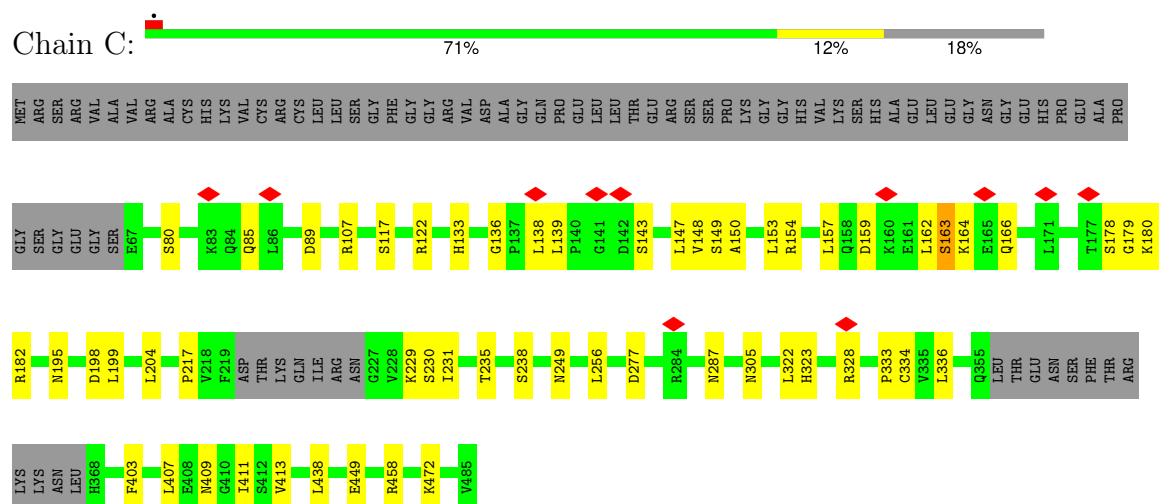 Chain C:
71% 12% 18%
MET ARG SER ARG VAL ALA VAL ARG ALA CYS HIS LYS VAL CYS ARG CYS LEU LEU SER GLY PHE GLY GLY ARG VAL ASP ALA GLY GLN PRO GLU LEU LEU THR GLU ARG SER SER PRO LYS GLY GLY HIS VAL LYS SER HIS ALA GLU LEU GLU GLY ASN GLY GLU HIS PRO GLU ALA PRO
GLY SER GLY GLU GLY SER E67 S80 K83 Q84 Q85 L86 D89 R107 S117 R122 H133 G136 P137 L138 L139 P140 G141 D142 S143 L147 V148 S149 A150 L153 R154 L157 Q158 D159 K160 E161 L162 S163 K164 E165 Q166 L171 T177 S178 G179 K180
R182 N195 D198 L199 L204 P217 V218 F219 ASP THR LYS GLN ILE ARG ASN G227 V228 K229 S230 I231 T235 S238 N249 L256 D277 R284 N287 N305 L322 H323 R328 P333 C334 V335 L336 Q355 LEU THR GLU ASN SER PHE THR ARG
LYS LYS ASN LEU H368 F403 L407 E408 N409 G410 I411 S412 V413 L438 E449 R458 K472 V485